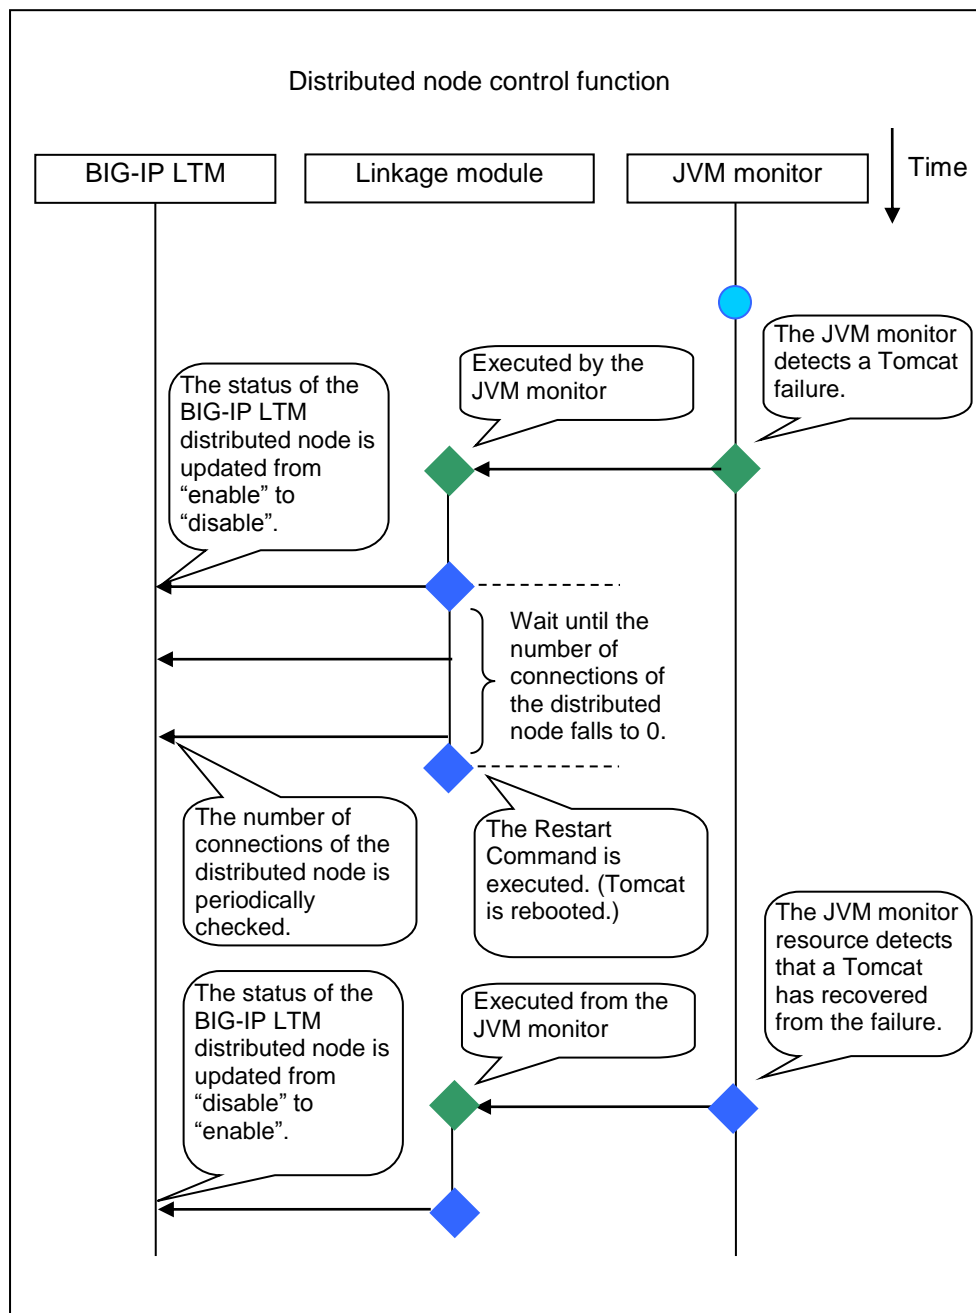 Distributed node control function
BIG-IP LTM
Linkage module
JVM monitor
Time
The JVM monitor
detects a Tomcat
failure.
Executed by the
JVM monitor
The status of the
BIG-IP LTM
distributed node is
updated from
“enable” to
“disable”.
Wait until the
number of
connections of
the distributed
node falls to 0.
The number of
connections of the
distributed node is
periodically
checked.
The Restart
Command is
executed. (Tomcat
is rebooted.)
The JVM monitor
resource detects
that a Tomcat
has recovered
from the failure.
Executed from the
JVM monitor
The status of the
BIG-IP LTM
distributed node is
updated from
“disable” to
“enable”.